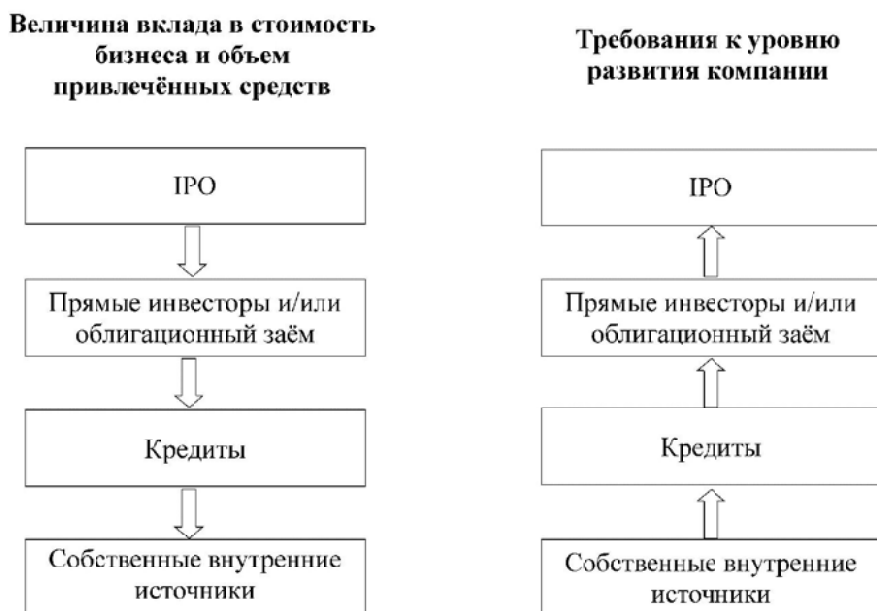 Величина вклада в стоимость
бизнеса и объем
привлечённых средств
IPO
Прямые инвесторы и/или
облигационный заём
Кредиты
Собственные внутренние
источники
Требования к уровню
развития компании
IPO
Прямые инвесторы и/или
облигационный заём
Кредиты
Собственные внутренние
источники